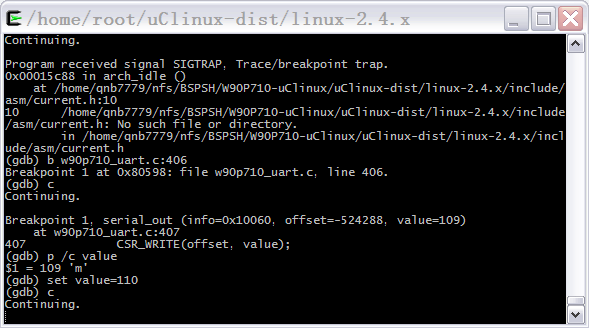 /home/root/uClinux-dist/linux-2.4.x
Continuing.
Program received signal SIGTRAP, Trace/breakpoint trap.
0x00015c88 in arch_idle ()
at /home/qnb7779/nfs/BSPSH/W90P710-uClinux/uClinux-dist/linux-2.4.x/include/
asm/current.h:10
10 /home/qnb7779/nfs/BSPSH/W90P710-uClinux/uClinux-dist/linux-2.4.x/include
/asm/current.h: No such file or directory.
in /home/qnb7779/nfs/BSPSH/W90P710-uClinux/uClinux-dist/linux-2.4.x/incl
ude/asm/current.h
(gdb) b w90p710_uart.c:406
Breakpoint 1 at 0x80598: file w90p710_uart.c, line 406.
(gdb) c
Continuing.
Breakpoint 1, serial_out (info=0x10060, offset=-524288, value=109)
at w90p710_uart.c:407
407 CSR_WRITE(offset, value);
(gdb) p /c value
$1 = 109 'm'
(gdb) set value=110
(gdb) c
Continuing.